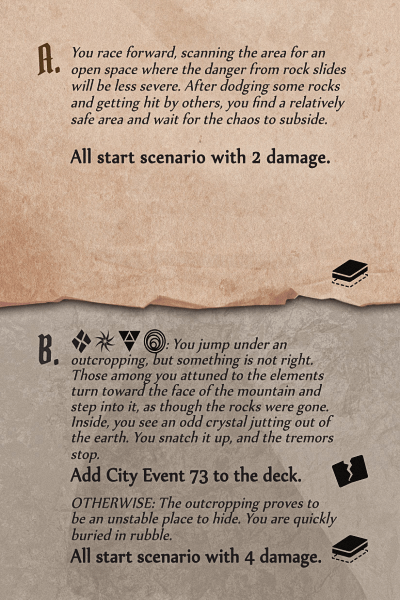 A. You race forward, scanning the area for an
open space where the danger from rock slides
will be less severe. After dodging some rocks
and getting hit by others, you find a relatively
safe area and wait for the chaos to subside.
All start scenario with 2 damage.
B. : You jump under an
outcropping, but something is not right.
Those among you attuned to the elements
turn toward the face of the mountain and
step into it, as though the rocks were gone.
Inside, you see an odd crystal jutting out of
the earth. You snatch it up, and the tremors
stop.
Add City Event 73 to the deck.
OTHERWISE: The outcropping proves to
be an unstable place to hide. You are quickly
buried in rubble.
All start scenario with 4 damage.